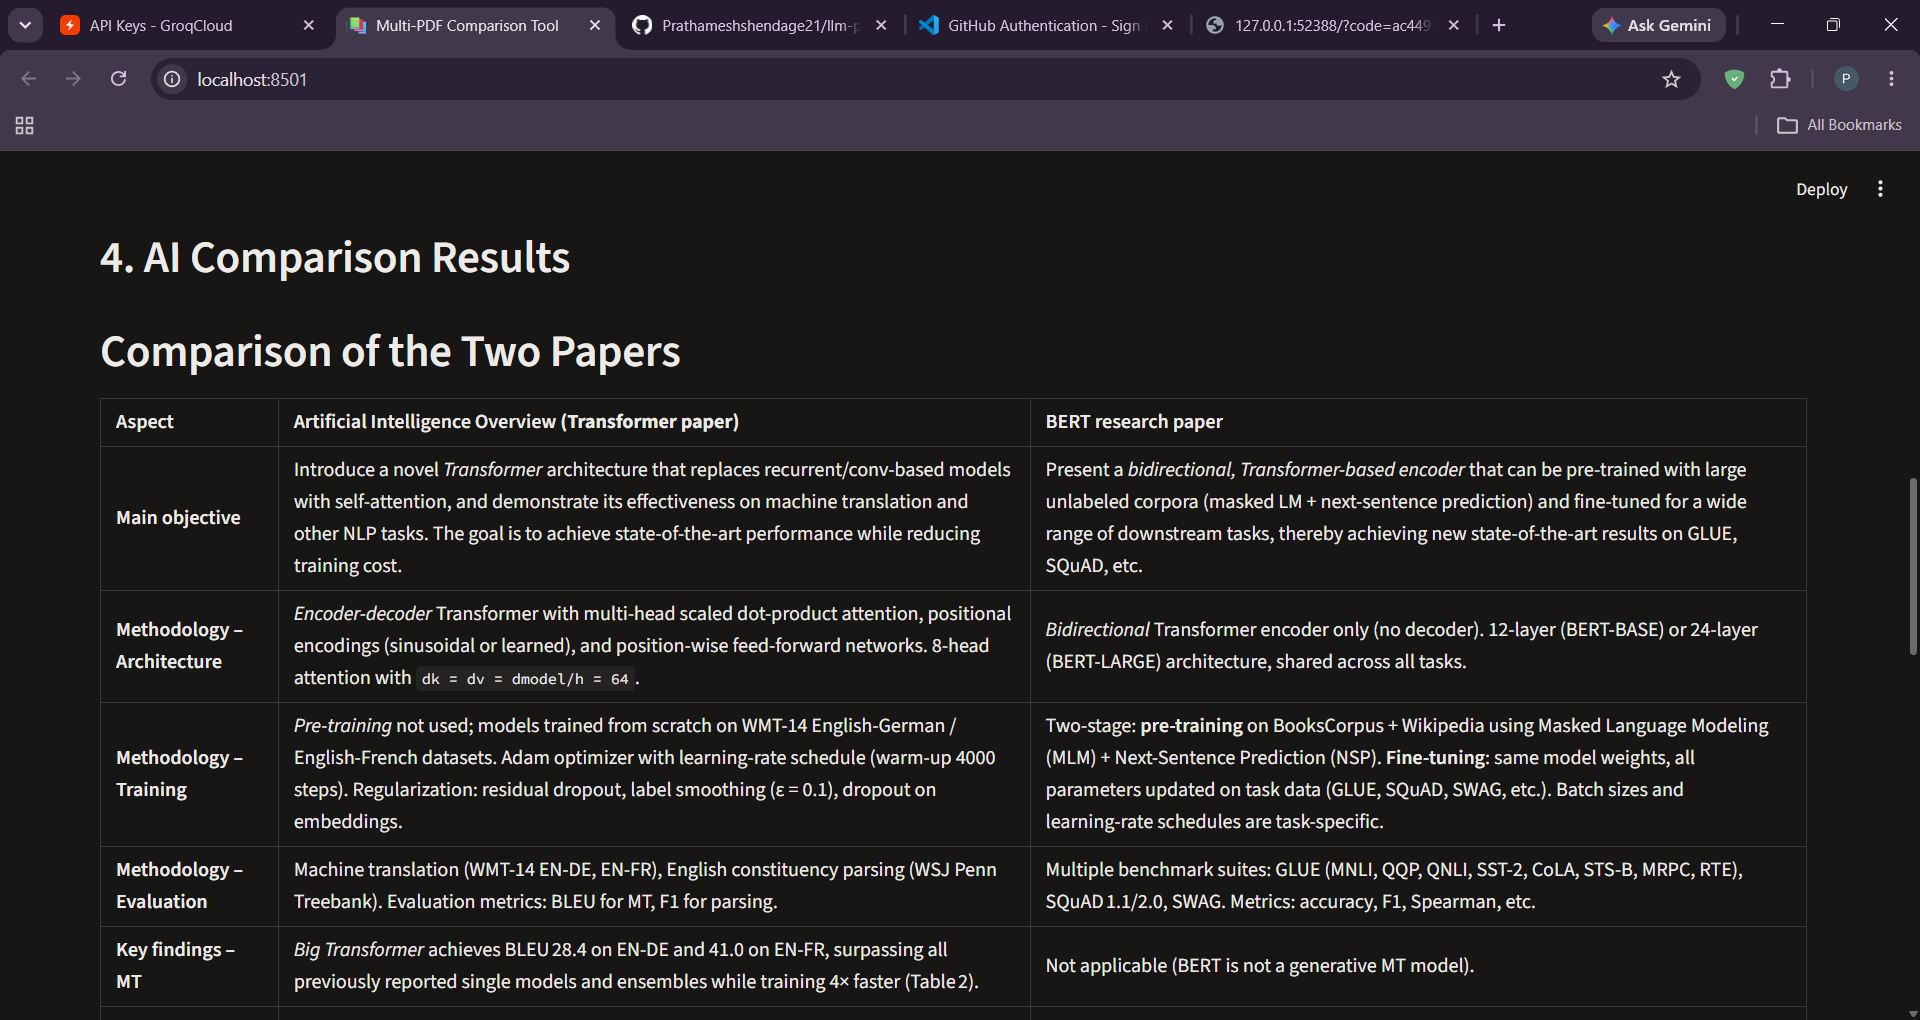 API Keys - GroqCloud
Multi-PDF Comparison Tool
Prathameshshendage21/llm-p
GitHub Authentication - Sign
127.0.0.1:52388/?code=ac449
Ask Gemini
localhost:8501
P
All Bookmarks
Deploy
4. AI Comparison Results
Comparison of the Two Papers
Aspect
Artificial Intelligence Overview (Transformer paper)
BERT research paper
Main objective
Introduce a novel Transformer architecture that replaces recurrent/conv-based models
with self-attention, and demonstrate its effectiveness on machine translation and
other NLP tasks. The goal is to achieve state-of-the-art performance while reducing
training cost.
Present a bidirectional, Transformer-based encoder that can be pre-trained with large
unlabeled corpora (masked LM + next-sentence prediction) and fine-tuned for a wide
range of downstream tasks, thereby achieving new state-of-the-art results on GLUE,
SQuAD, etc.
Methodology –
Architecture
Encoder-decoder Transformer with multi-head scaled dot-product attention, positional
encodings (sinusoidal or learned), and position-wise feed-forward networks. 8-head
attention with dk = dv = dmodel/h = 64 .
Bidirectional Transformer encoder only (no decoder). 12-layer (BERT-BASE) or 24-layer
(BERT-LARGE) architecture, shared across all tasks.
Methodology –
Training
Pre-training not used; models trained from scratch on WMT-14 English-German /
English-French datasets. Adam optimizer with learning-rate schedule (warm-up 4000
steps). Regularization: residual dropout, label smoothing (ε = 0.1), dropout on
embeddings.
Two-stage: pre-training on BooksCorpus + Wikipedia using Masked Language Modeling
(MLM) + Next-Sentence Prediction (NSP). Fine-tuning: same model weights, all
parameters updated on task data (GLUE, SQuAD, SWAG, etc.). Batch sizes and
learning-rate schedules are task-specific.
Methodology –
Evaluation
Machine translation (WMT-14 EN-DE, EN-FR), English constituency parsing (WSJ Penn
Treebank). Evaluation metrics: BLEU for MT, F1 for parsing.
Multiple benchmark suites: GLUE (MNLI, QQP, QNLI, SST-2, CoLA, STS-B, MRPC, RTE),
SQuAD 1.1/2.0, SWAG. Metrics: accuracy, F1, Spearman, etc.
Key findings –
MT
Big Transformer achieves BLEU 28.4 on EN-DE and 41.0 on EN-FR, surpassing all
previously reported single models and ensembles while training 4× faster (Table 2).
Not applicable (BERT is not a generative MT model).